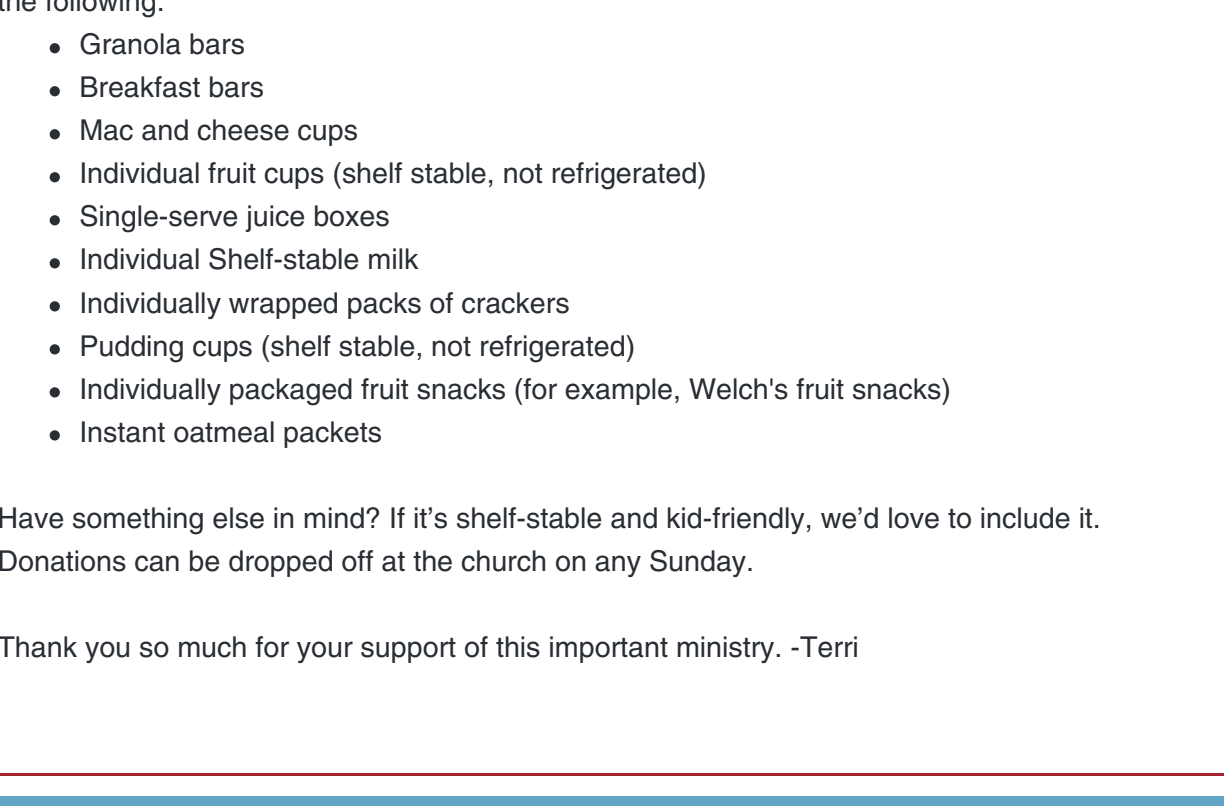 the following:
• Granola bars
• Breakfast bars
• Mac and cheese cups
• Individual fruit cups (shelf stable, not refrigerated)
• Single-serve juice boxes
• Individual Shelf-stable milk
• Individually wrapped packs of crackers
• Pudding cups (shelf stable, not refrigerated)
• Individually packaged fruit snacks (for example, Welch's fruit snacks)
• Instant oatmeal packets
Have something else in mind? If it’s shelf-stable and kid-friendly, we’d love to include it.
Donations can be dropped off at the church on any Sunday.
Thank you so much for your support of this important ministry. -Terri